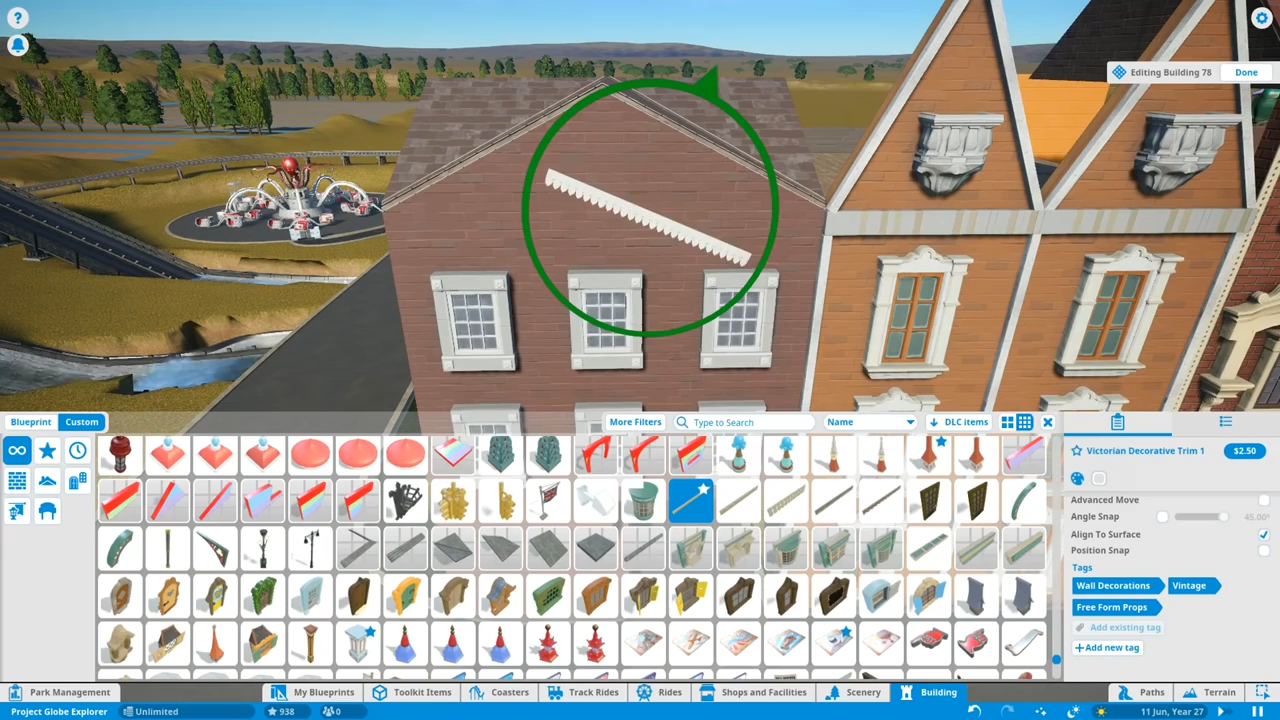 ?
Editing Building 78
Done
Blueprint
Custom
More Filters
Type to Search
Name
DLC items
Victorian Decorative Trim 1
$2.50
Advanced Move
Angle Snap
45.00°
Align To Surface
Position Snap
Tags
Wall Decorations
Vintage
Free Form Props
Add existing tag
+Add new tag
Park Management
My Blueprints
Toolkit Items
Coasters
Track Rides
Rides
Shops and Facilities
Scenery
Building
Paths
Terrain
Project Globe Explorer
Unlimited
938
0
11 Jun, Year 27